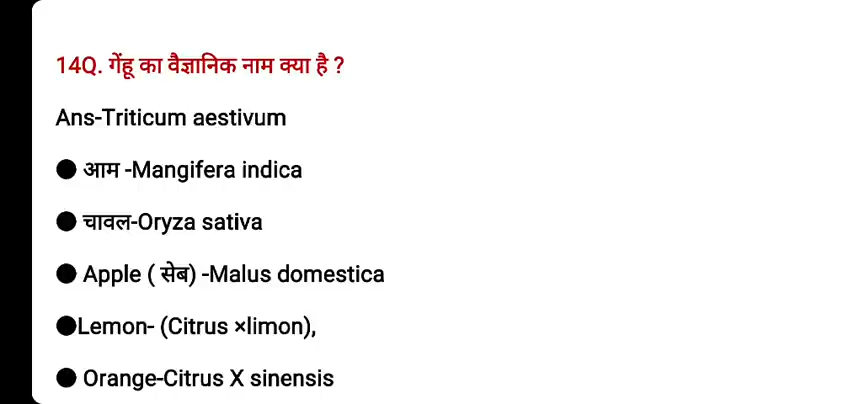 14Q. गेंहू का वैज्ञानिक नाम क्या है ?
Ans-Triticum aestivum
● आम -Mangifera indica
● चावल-Oryza sativa
● Apple ( सेब) -Malus domestica
●Lemon- (Citrus ×limon),
● Orange-Citrus X sinensis